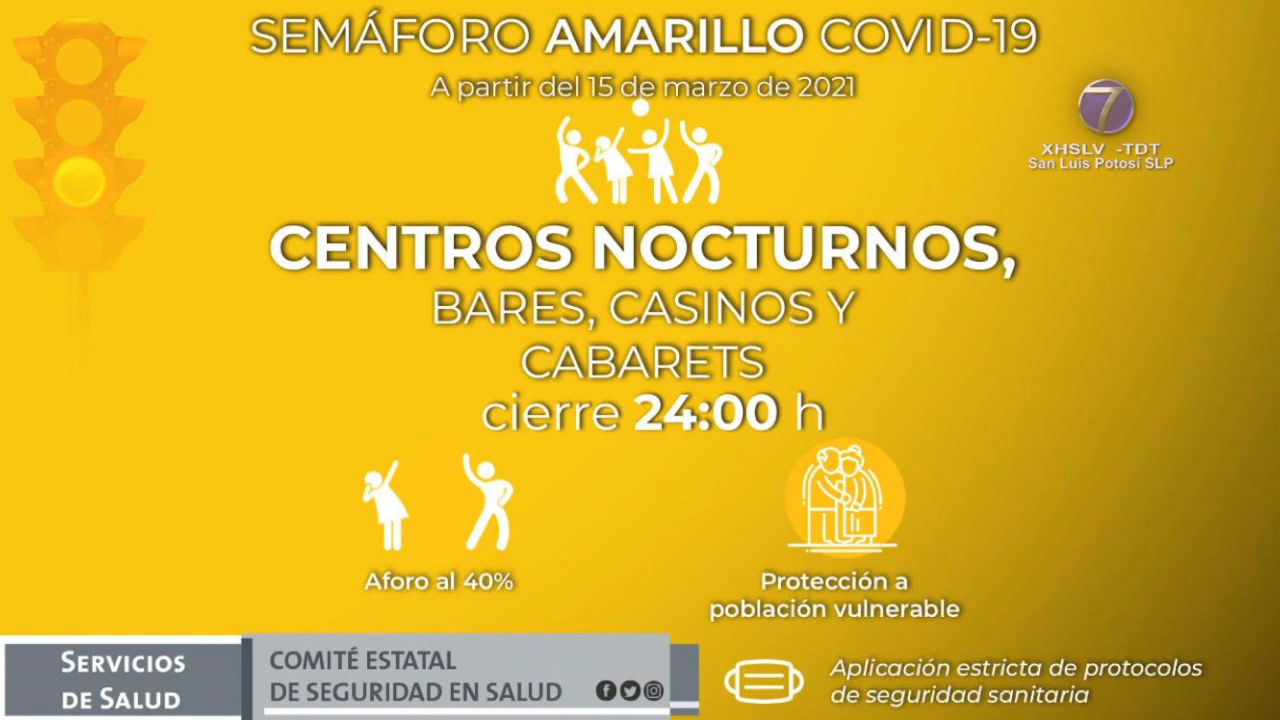 SEMÁFORO AMARILLO COVID-19
A partir del 15 de marzo de 2021
7
XHSLV -TDT
San Luis Potosí SLP
CENTROS NOCTURNOS,
BARES, CASINOS Y
CABARETS
cierre 24:00 h
Aforo al 40%
Protección a
población vulnerable
SERVICIOS
DE SALUD
COMITÉ ESTATAL
DE SEGURIDAD EN SALUD
Aplicación estricta de protocolos
de seguridad sanitaria